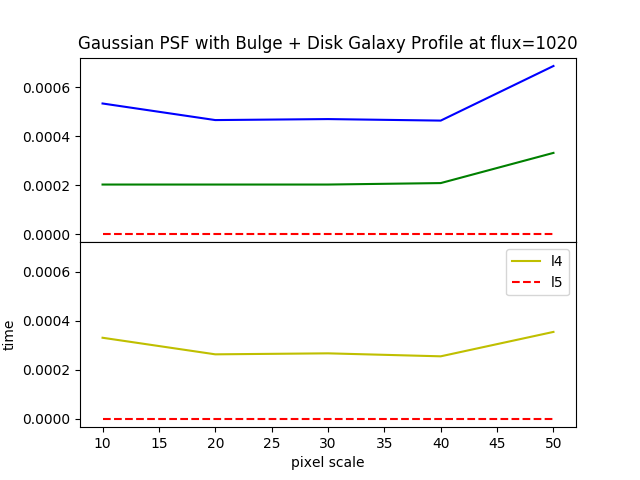 Gaussian PSF with Bulge + Disk Galaxy Profile at flux=1020
0.0006
0.0004
0.0002
0.0000
0.0006
0.0004
0.0002
0.0000
time
l4
l5
10 15 20 25 30 35 40 45 50
pixel scale